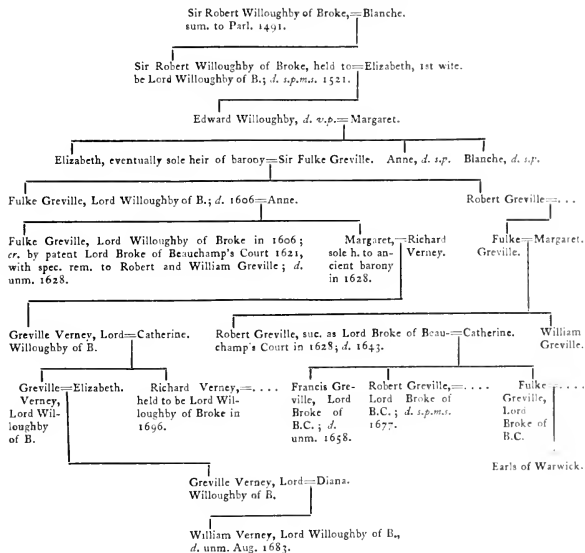 Sir Robert Willoughby of Broke,=Blanche.
sum. to Parl. 1491.
Sir Robert Willoughby of Broke, held to=Elizabeth, 1st wife.
be Lord Willoughby of B.; d. s.p.m.s. 1521.
Edward Willoughby, d. v.p.=Margaret.
Elizabeth, eventually sole heir of barony=Sir Fulke Greville.
Anne, d. s.p.
Blanche, d. s.p.
Fulke Greville, Lord Willoughby of B.; d. 1606=Anne.
Robert Greville=. . .
Fulke Greville, Lord Willoughby of Broke in 1606;
cr. by patent Lord Broke of Beauchamp's Court 1621,
with spec. rem. to Robert and William Greville; d.
unm. 1628.
Margaret,=Richard
sole h. to an- Verney.
cient barony
in 1628.
Fulke=Margaret.
Greville.
Greville Verney, Lord=Catherine.
Willoughby of B.
Robert Greville, suc. as Lord Broke of Beau-=Catherine.
champ's Court in 1628; d. 1643.
William
Greville.
Greville=Elizabeth.
Verney,
Lord Wil-
loughby
of B.
Richard Verney,=. . . .
held to be Lord Wil-
loughby of Broke in
1696.
Francis Gre-
ville, Lord
Broke of
B.C.; d.
unm. 1658.
Robert Greville,=. . . .
Lord Broke of
B.C.; d. s.p.m.s.
1677.
Fulke=. . . .
Greville,
Lord
Broke of
B.C.
Earls of Warwick.
Greville Verney, Lord=Diana.
Willoughby of B.
William Verney, Lord Willoughby of B.,
d. unm. Aug. 1683.